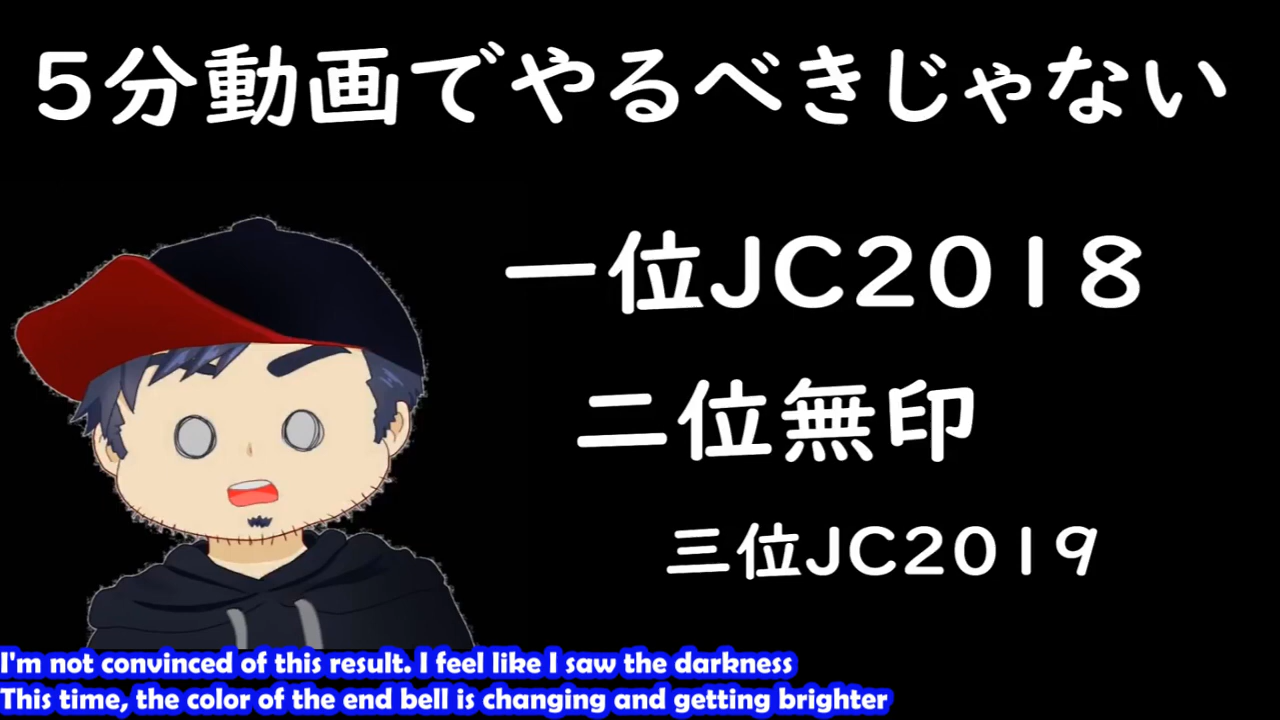 5分動画でやるべきじゃない
一位JC2018
二位無印
三位JC2019
I'm not convinced of this result. I feel like I saw the darkness
This time, the color of the end bell is changing and getting brighter